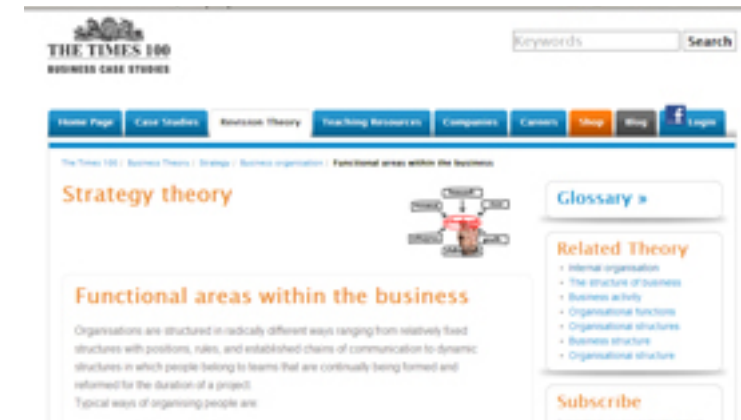 THE TIMES 100
BUSINESS CASE STUDIES
Keywords
Search
Home Page
Case Studies
Revision Theory
Teaching Resources
Companies
Careers
Shop
Blog
Login
The Times 100 / Business Theory / Strategy / Business organisation / Functional areas within the business
Strategy theory
Glossary »
Related Theory
Internal organisation
The structure of business
Business activity
Organisational functions
Organisational structures
Business structure
Organisational structure
Functional areas within the business
Organisations are structured in radically different ways ranging from relatively fixed
structures with positions, rules, and established chains of communication to dynamic
structures in which people belong to teams that are continually being formed and
reformed for the duration of a project.
Typical ways of organising people are:
Subscribe